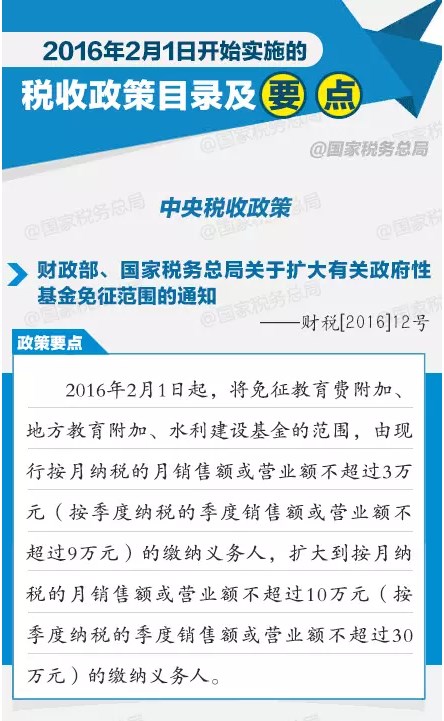 2016年2月1日开始实施的
税收政策目录及要点
@国家税务总局
中央税收政策
财政部、国家税务总局关于扩大有关政府性
基金免征范围的通知
——财税[2016]12号
政策要点
2016年2月1日起，将免征教育费附加、
地方教育附加、水利建设基金的范围，由现
行按月纳税的月销售额或营业额不超过3万
元（按季度纳税的季度销售额或营业额不
超过9万元）的缴纳义务人，扩大到按月纳
税的月销售额或营业额不超过10万元（按
季度纳税的季度销售额或营业额不超过30
万元）的缴纳义务人。